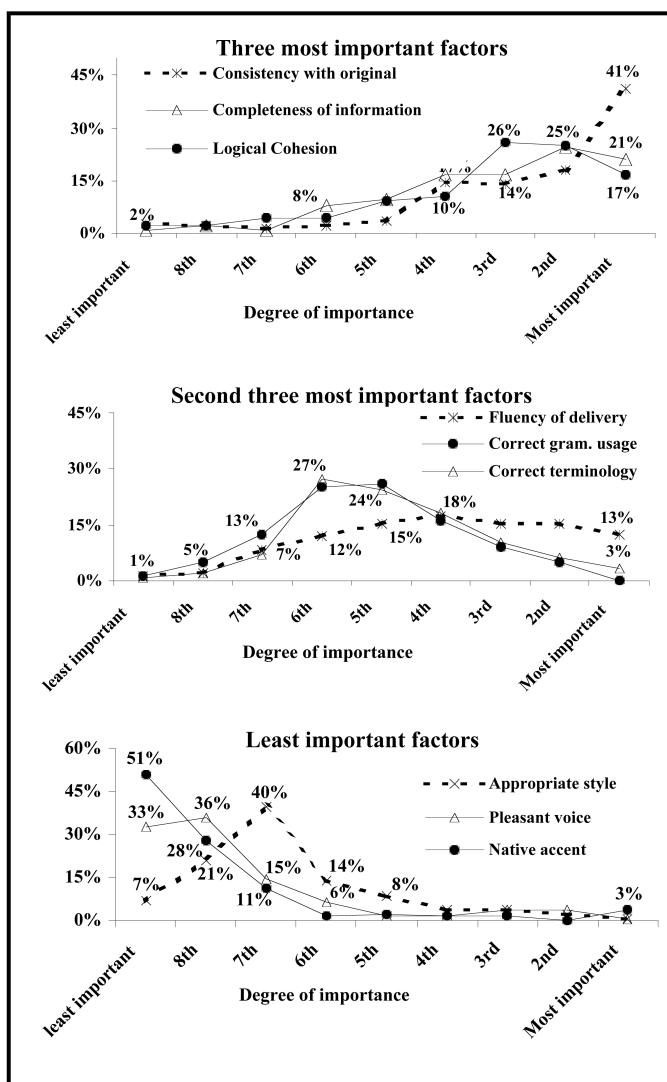 Three most important factors
45%
30%
15%
0%
Consistency with original
Completeness of information
Logical Cohesion
2%
8%
10%
26%
14%
25%
41%
21%
17%
least important
8th
7th
6th
5th
4th
3rd
2nd
Most important
Degree of importance
Second three most important factors
45%
30%
15%
0%
Fluency of delivery
Correct gram. usage
Correct terminology
1%
5%
13%
7%
27%
12%
24%
15%
18%
13%
3%
least important
8th
7th
6th
5th
4th
3rd
2nd
Most important
Degree of importance
Least important factors
60%
45%
30%
15%
0%
Appropriate style
Pleasant voice
Native accent
51%
33%
7%
36%
28%
21%
40%
15%
11%
14%
6%
8%
3%
least important
8th
7th
6th
5th
4th
3rd
2nd
Most important
Degree of importance